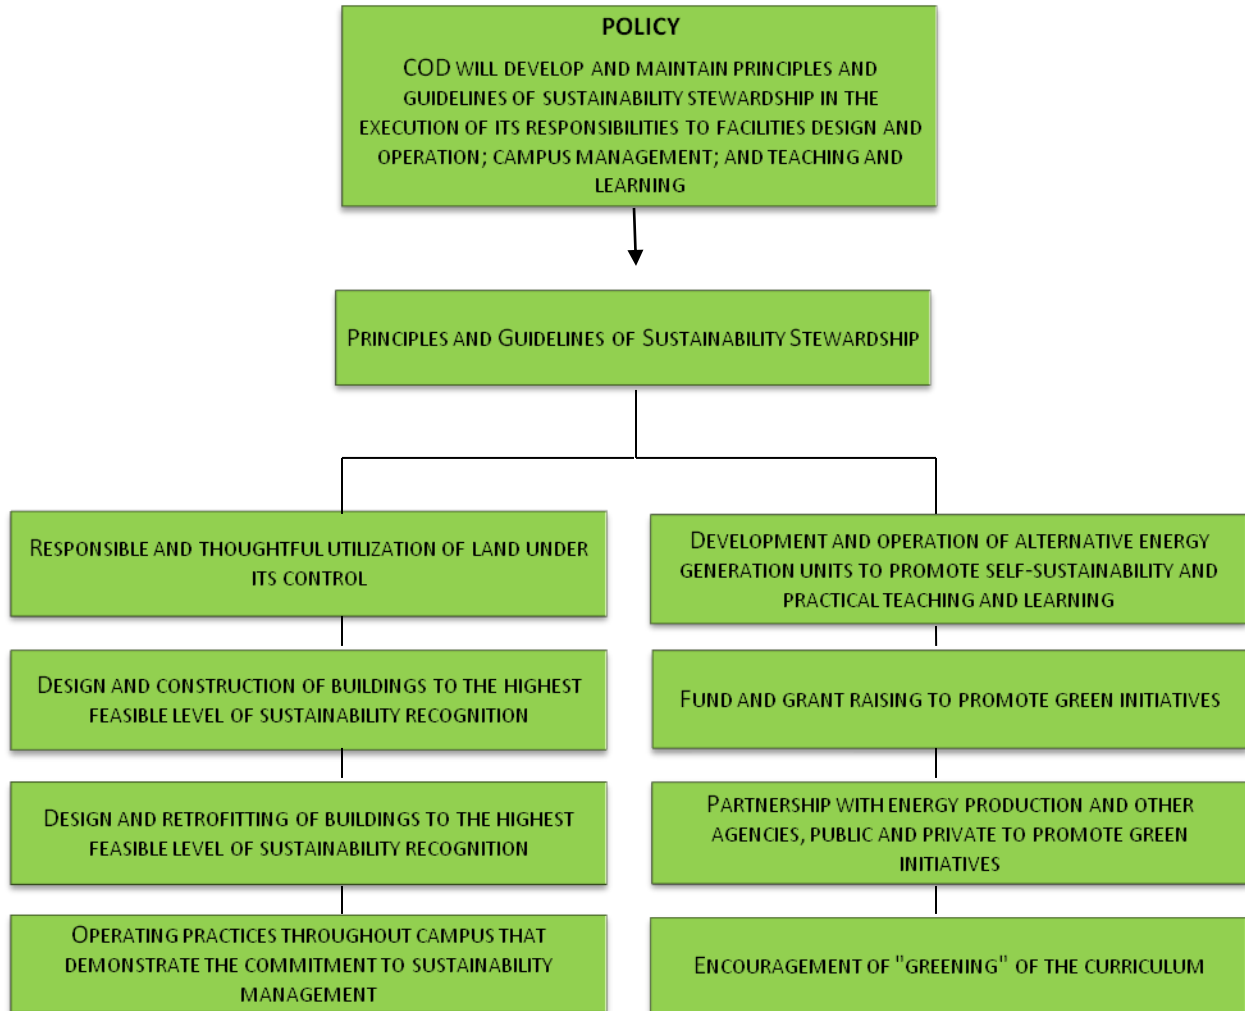 POLICY
COD WILL DEVELOP AND MAINTAIN PRINCIPLES AND
GUIDELINES OF SUSTAINABILITY STEWARDSHIP IN THE
EXECUTION OF ITS RESPONSIBILITIES TO FACILITIES DESIGN AND
OPERATION; CAMPUS MANAGEMENT; AND TEACHING AND
LEARNING
PRINCIPLES AND GUIDELINES OF SUSTAINABILITY STEWARDSHIP
RESPONSIBLE AND THOUGHTFUL UTILIZATION OF LAND UNDER
ITS CONTROL
DESIGN AND CONSTRUCTION OF BUILDINGS TO THE HIGHEST
FEASIBLE LEVEL OF SUSTAINABILITY RECOGNITION
DESIGN AND RETROFITTING OF BUILDINGS TO THE HIGHEST
FEASIBLE LEVEL OF SUSTAINABILITY RECOGNITION
OPERATING PRACTICES THROUGHOUT CAMPUS THAT
DEMONSTRATE THE COMMITMENT TO SUSTAINABILITY
MANAGEMENT
DEVELOPMENT AND OPERATION OF ALTERNATIVE ENERGY
GENERATION UNITS TO PROMOTE SELF-SUSTAINABILITY AND
PRACTICAL TEACHING AND LEARNING
FUND AND GRANT RAISING TO PROMOTE GREEN INITIATIVES
PARTNERSHIP WITH ENERGY PRODUCTION AND OTHER
AGENCIES, PUBLIC AND PRIVATE TO PROMOTE GREEN
INITIATIVES
ENCOURAGEMENT OF "GREENING" OF THE CURRICULUM